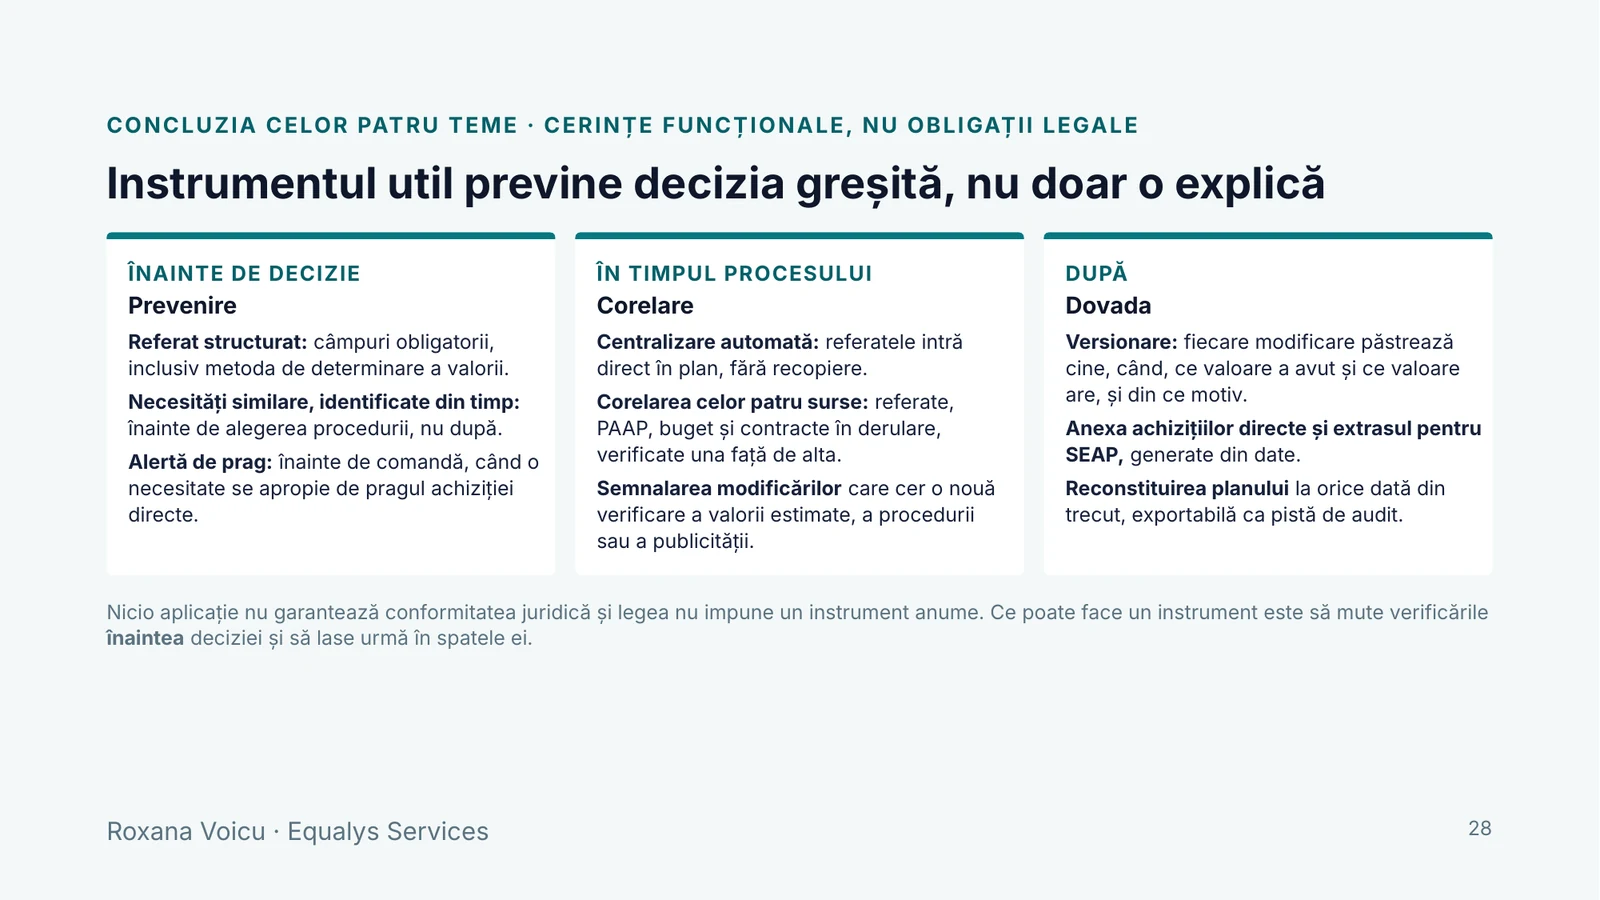 CONCLUZIA CELOR PATRU TEME · CERINȚE FUNCȚIONALE, NU OBLIGAȚII LEGALE
Instrumentul util previne decizia greșită, nu doar o explică
ÎNAINTE DE DECIZIE
Prevenire
Referat structurat: câmpuri obligatorii,
inclusiv metoda de determinare a valorii.
Necesități similare, identificate din timp:
înainte de alegerea procedurii, nu după.
Alertă de prag: înainte de comandă, când o
necesitate se apropie de pragul achiziției
directe.
ÎN TIMPUL PROCESULUI
Corelare
Centralizare automată: referatele intră
direct în plan, fără recopiere.
Corelarea celor patru surse: referate,
PAAP, buget și contracte în derulare,
verificate una față de alta.
Semnalarea modificărilor care cer o nouă
verificare a valorii estimate, a procedurii
sau a publicității.
DUPĂ
Dovada
Versionare: fiecare modificare păstrează
cine, când, ce valoare a avut și ce valoare
are, și din ce motiv.
Anexa achizițiilor directe și extrasul pentru
SEAP, generate din date.
Reconstituirea planului la orice dată din
trecut, exportabilă ca pistă de audit.
Nicio aplicație nu garantează conformitatea juridică și legea nu impune un instrument anume. Ce poate face un instrument este să mute verificările
înaintea deciziei și să lase urmă în spatele ei.
Roxana Voicu · Equalys Services
28